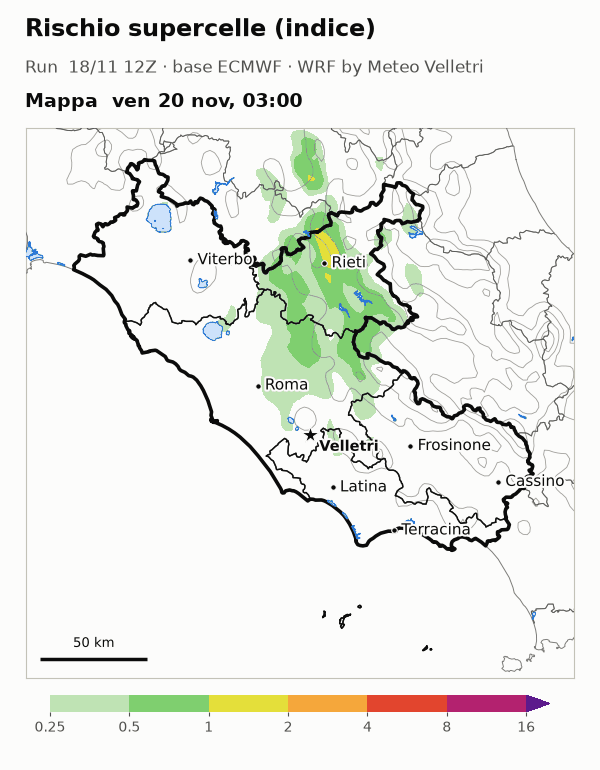 Rischio supercelle (indice)
Run  18/11 12Z · base ECMWF · WRF by Meteo Velletri
Mappa  ven 20 nov, 03:00
Viterbo
Rieti
Roma
Velletri
Frosinone
Cassino
Latina
Terracina
50 km
0.25 0.5 1 2 4 8 16